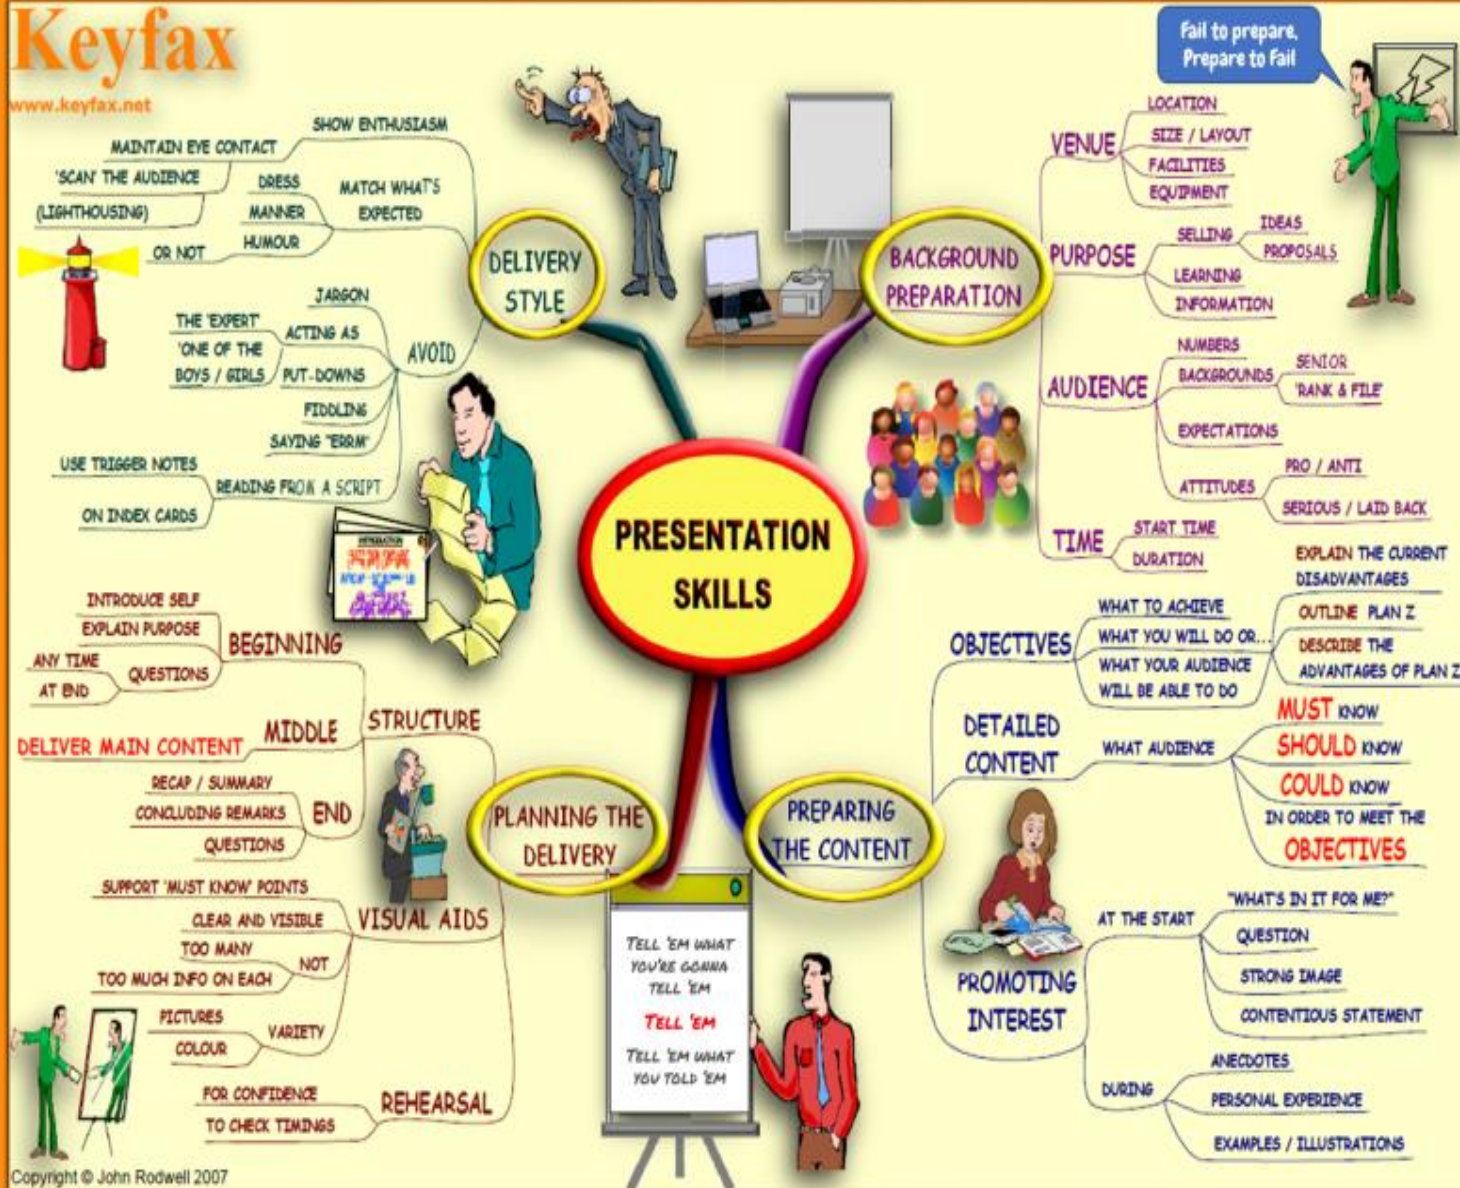 Keyfax
www.keyfax.net
Fail to prepare,
Prepare to Fail
PRESENTATION
SKILLS
DELIVERY
STYLE
SHOW ENTHUSIASM
MAINTAIN EYE CONTACT
'SCAN' THE AUDIENCE
(LIGHTHOUSING)
MATCH WHAT'S
EXPECTED
DRESS
MANNER
HUMOUR
OR NOT
AVOID
JARGON
ACTING AS
THE 'EXPERT'
'ONE OF THE
BOYS / GIRLS
PUT-DOWNS
FIDDLING
SAYING "ERRM'
READING FROM A SCRIPT
USE TRIGGER NOTES
ON INDEX CARDS
INTRODUCTION
BACKGROUND
PREPARATION
VENUE
LOCATION
SIZE / LAYOUT
FACILITIES
EQUIPMENT
PURPOSE
SELLING
IDEAS
PROPOSALS
LEARNING
INFORMATION
AUDIENCE
NUMBERS
BACKGROUNDS
SENIOR
'RANK & FILE'
EXPECTATIONS
ATTITUDES
PRO / ANTI
SERIOUS / LAID BACK
TIME
START TIME
DURATION
PREPARING
THE CONTENT
OBJECTIVES
WHAT TO ACHIEVE
WHAT YOU WILL DO OR...
WHAT YOUR AUDIENCE
WILL BE ABLE TO DO
EXPLAIN THE CURRENT
DISADVANTAGES
OUTLINE PLAN Z
DESCRIBE THE
ADVANTAGES OF PLAN Z
DETAILED
CONTENT
WHAT AUDIENCE
MUST KNOW
SHOULD KNOW
COULD KNOW
IN ORDER TO MEET THE
OBJECTIVES
PROMOTING
INTEREST
AT THE START
"WHAT'S IN IT FOR ME?"
QUESTION
STRONG IMAGE
CONTENTIOUS STATEMENT
DURING
ANECDOTES
PERSONAL EXPERIENCE
EXAMPLES / ILLUSTRATIONS
PLANNING THE
DELIVERY
STRUCTURE
BEGINNING
INTRODUCE SELF
EXPLAIN PURPOSE
QUESTIONS
ANY TIME
AT END
MIDDLE
DELIVER MAIN CONTENT
END
RECAP / SUMMARY
CONCLUDING REMARKS
QUESTIONS
VISUAL AIDS
SUPPORT 'MUST KNOW' POINTS
CLEAR AND VISIBLE
NOT
TOO MANY
TOO MUCH INFO ON EACH
VARIETY
PICTURES
COLOUR
REHEARSAL
FOR CONFIDENCE
TO CHECK TIMINGS
TELL 'EM WHAT
YOU'RE GONNA
TELL 'EM
TELL 'EM
TELL 'EM WHAT
YOU TOLD 'EM
Copyright © John Rodwell 2007